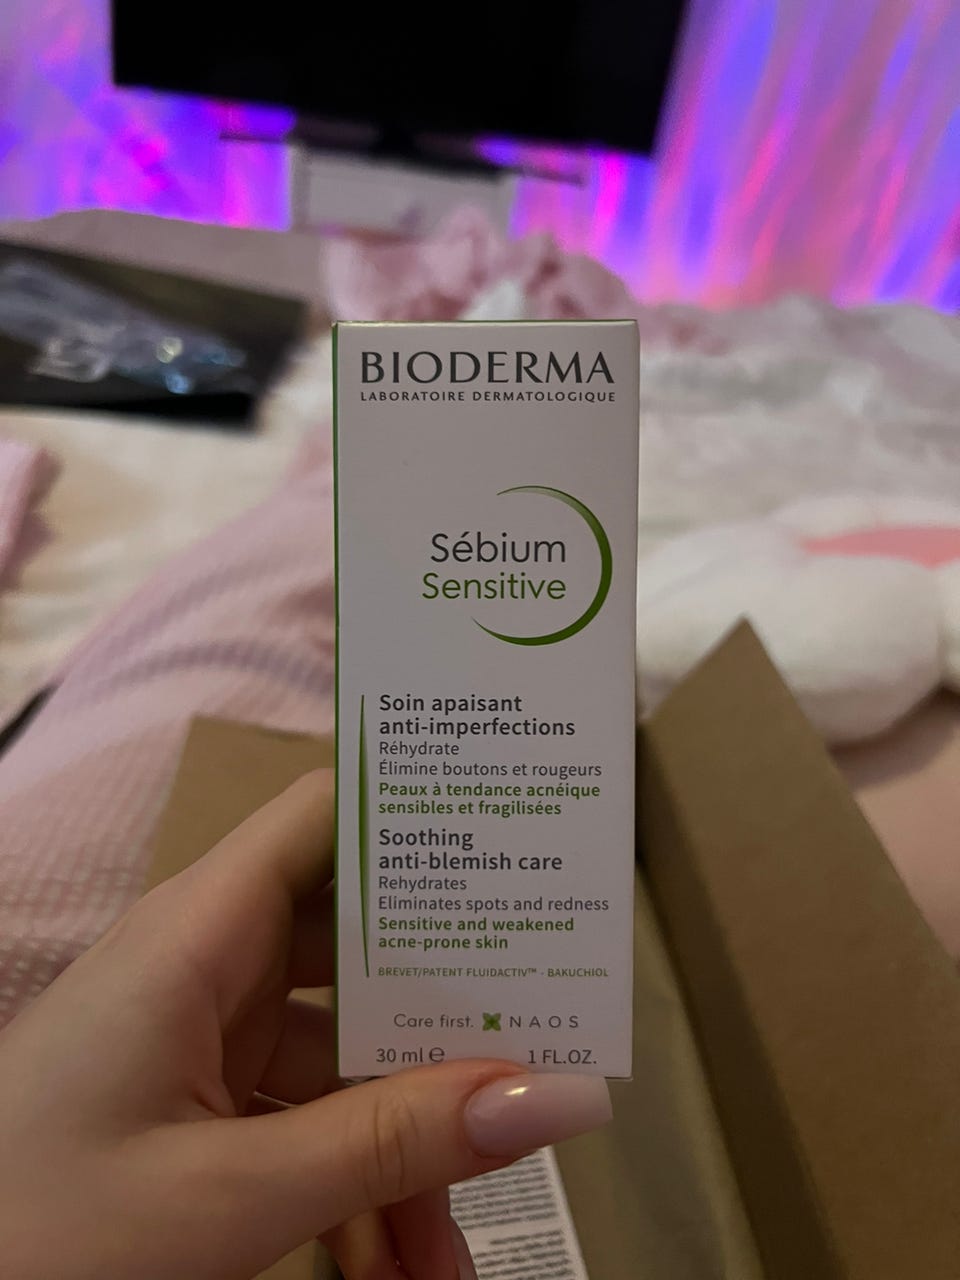 BIODERMA
LABORATOIRE DERMATOLOGIQUE
Sébium
Sensitive
Soin apaisant
anti-imperfections
Réhydrate
Élimine boutons et rougeurs
Peaux à tendance acnéique
sensibles et fragilisées
Soothing
anti-blemish care
Rehydrates
Eliminates spots and redness
Sensitive and weakened
acne-prone skin
BREVET/PATENT FLUIDACTIV™ - BAKUCHIOL
Care first. NAOS
30 ml ℮ 1 FL.OZ.